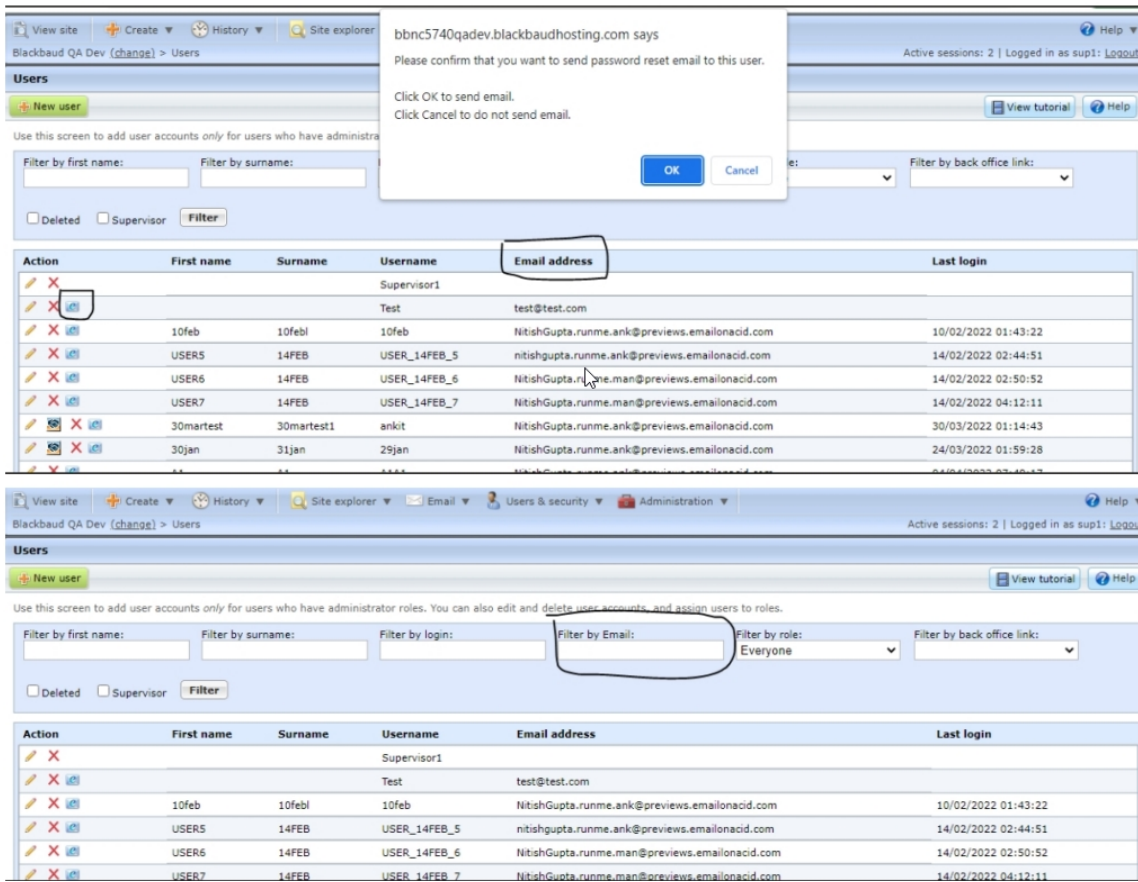 View site Create History Site explorer Help
Blackbaud QA Dev (change) > Users Active sessions: 2 | Logged in as sup1: Logout
bbnc5740qadev.blackbaudhosting.com says
Please confirm that you want to send password reset email to this user.
Click OK to send email.
Click Cancel to do not send email.
OK Cancel
Users
New user View tutorial Help
Use this screen to add user accounts only for users who have administra
Filter by first name: Filter by surname: e: Filter by back office link:
Deleted Supervisor Filter
Action First name Surname Username Email address Last login
Supervisor1
Test test@test.com
10feb 10febl 10feb NitishGupta.runme.ank@previews.emailonacid.com 10/02/2022 01:43:22
USER5 14FEB USER_14FEB_5 nitishgupta.runme.ank@previews.emailonacid.com 14/02/2022 02:44:51
USER6 14FEB USER_14FEB_6 NitishGupta.runme.man@previews.emailonacid.com 14/02/2022 02:50:52
USER7 14FEB USER_14FEB_7 NitishGupta.runme.man@previews.emailonacid.com 14/02/2022 04:12:11
30martest 30martest1 ankit NitishGupta.runme.ank@previews.emailonacid.com 30/03/2022 01:14:43
30jan 31jan 29jan NitishGupta.runme.ank@previews.emailonacid.com 24/03/2022 01:59:28
View site Create History Site explorer Email Users & security Administration Help
Blackbaud QA Dev (change) > Users Active sessions: 2 | Logged in as sup1: Logou
Users
New user View tutorial Help
Use this screen to add user accounts only for users who have administrator roles. You can also edit and delete user accounts, and assign users to roles.
Filter by first name: Filter by surname: Filter by login: Filter by Email: Filter by role: Filter by back office link:
Everyone
Deleted Supervisor Filter
Action First name Surname Username Email address Last login
Supervisor1
Test test@test.com
10feb 10febl 10feb NitishGupta.runme.ank@previews.emailonacid.com 10/02/2022 01:43:22
USER5 14FEB USER_14FEB_5 nitishgupta.runme.ank@previews.emailonacid.com 14/02/2022 02:44:51
USER6 14FEB USER_14FEB_6 NitishGupta.runme.man@previews.emailonacid.com 14/02/2022 02:50:52
USER7 14FEB USER_14FEB_7 NitishGupta.runme.man@previews.emailonacid.com 14/02/2022 04:12:11